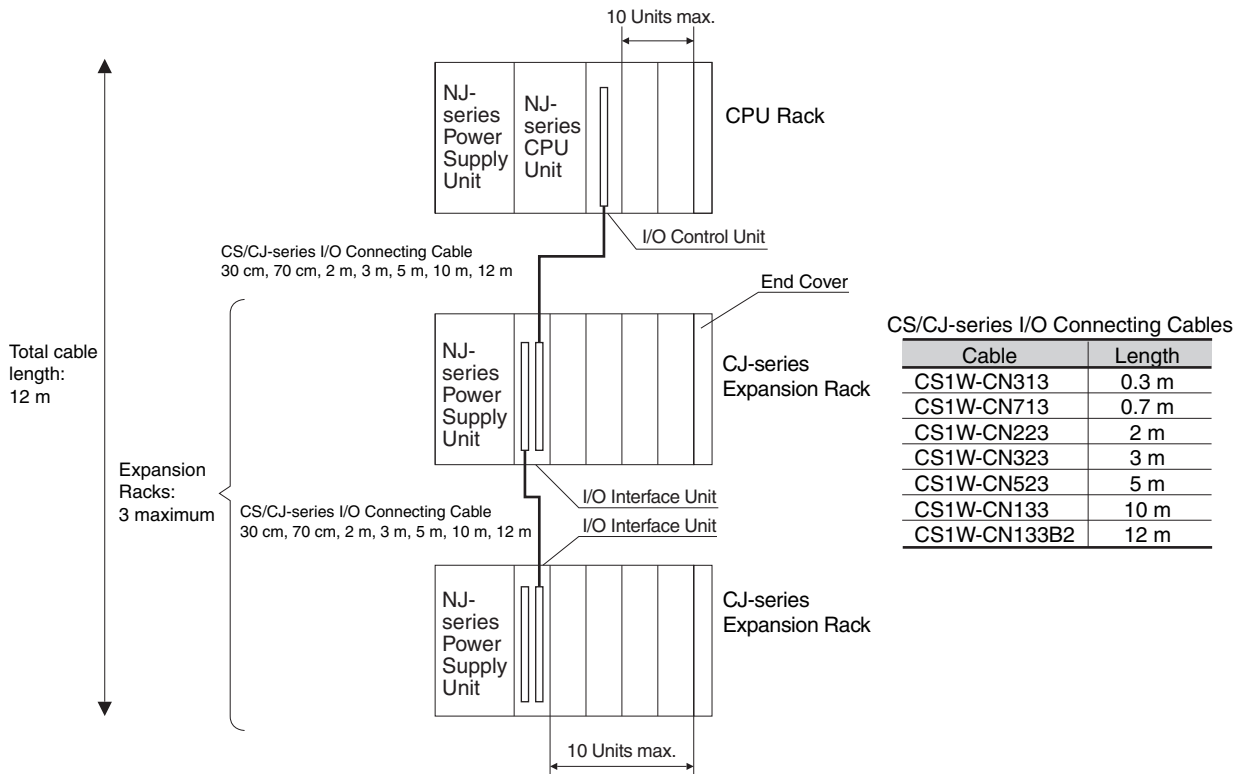 10 Units max.
NJ-
series
Power
Supply
Unit
NJ-
series
CPU
Unit
CPU Rack
I/O Control Unit
CS/CJ-series I/O Connecting Cable
30 cm, 70 cm, 2 m, 3 m, 5 m, 10 m, 12 m
End Cover
Total cable
length:
12 m
NJ-
series
Power
Supply
Unit
CJ-series
Expansion Rack
CS/CJ-series I/O Connecting Cables
Cable Length
CS1W-CN313 0.3 m
CS1W-CN713 0.7 m
CS1W-CN223 2 m
CS1W-CN323 3 m
CS1W-CN523 5 m
CS1W-CN133 10 m
CS1W-CN133B2 12 m
Expansion
Racks:
3 maximum
I/O Interface Unit
CS/CJ-series I/O Connecting Cable
30 cm, 70 cm, 2 m, 3 m, 5 m, 10 m, 12 m
I/O Interface Unit
NJ-
series
Power
Supply
Unit
CJ-series
Expansion Rack
10 Units max.